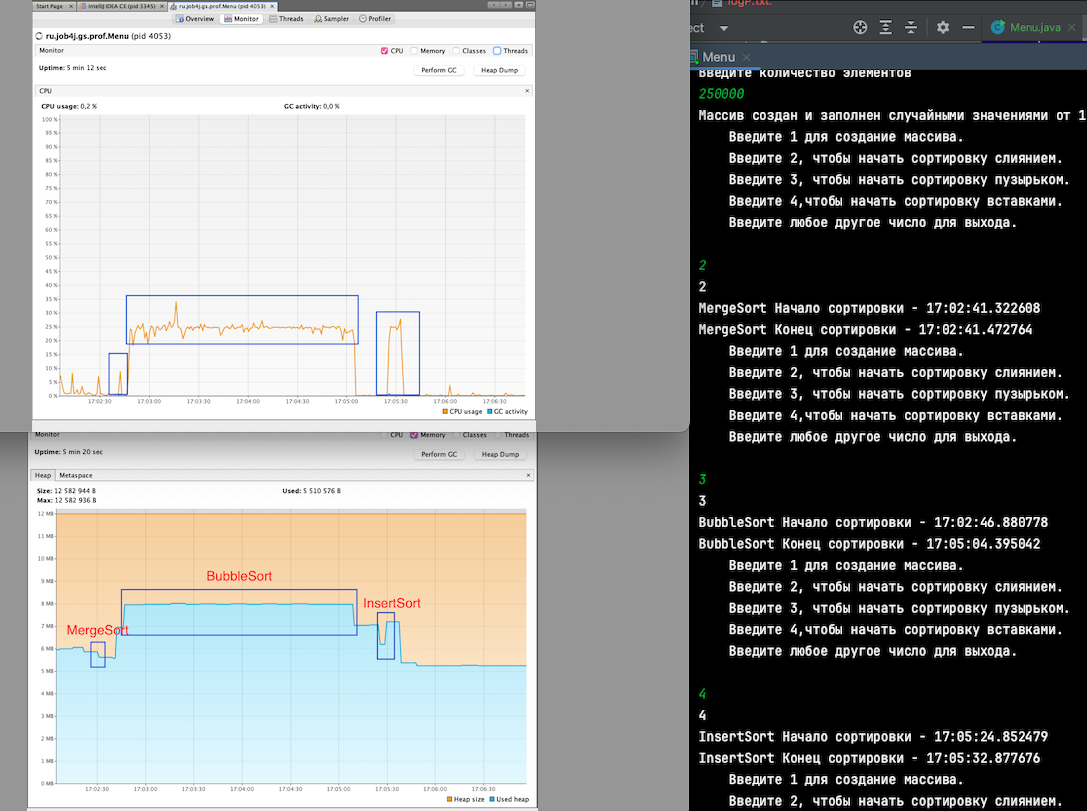 Start Page
IntelliJ IDEA CE (pid 3345)
ru.job4j.gs.prof.Menu (pid 4053)
Overview Monitor Threads Sampler Profiler
ru.job4j.gs.prof.Menu (pid 4053)
Monitor CPU Memory Classes Threads
Uptime: 5 min 12 sec Perform GC Heap Dump
CPU
CPU usage: 0,2 % GC activity: 0,0 %
100 %
95 %
90 %
85 %
80 %
75 %
70 %
65 %
60 %
55 %
50 %
45 %
40 %
35 %
30 %
25 %
20 %
15 %
10 %
5 %
0 %
17:02:30 17:03:00 17:03:30 17:04:00 17:04:30 17:05:00 17:05:30 17:06:00 17:06:30
CPU usage GC activity
Monitor CPU Memory Classes Threads
Uptime: 5 min 20 sec Perform GC Heap Dump
Heap Metaspace
Size: 12 582 944 B Used: 5 510 576 B
Max: 12 582 936 B
12 MB
11 MB
10 MB
9 MB
8 MB
7 MB
6 MB
5 MB
4 MB
3 MB
2 MB
1 MB
0 MB
BubbleSort
InsertSort
MergeSort
17:02:30 17:03:00 17:03:30 17:04:00 17:04:30 17:05:00 17:05:30 17:06:00 17:06:30
Heap size Used heap
logP.txt
ect Menu.java
Menu
Введите количество элементов
250000
Массив создан и заполнен случайными значениями от 1
Введите 1 для создание массива.
Введите 2, чтобы начать сортировку слиянием.
Введите 3, чтобы начать сортировку пузырьком.
Введите 4,чтобы начать сортировку вставками.
Введите любое другое число для выхода.
2
2
MergeSort Начало сортировки - 17:02:41.322608
MergeSort Конец сортировки - 17:02:41.472764
Введите 1 для создание массива.
Введите 2, чтобы начать сортировку слиянием.
Введите 3, чтобы начать сортировку пузырьком.
Введите 4,чтобы начать сортировку вставками.
Введите любое другое число для выхода.
3
3
BubbleSort Начало сортировки - 17:02:46.880778
BubbleSort Конец сортировки - 17:05:04.395042
Введите 1 для создание массива.
Введите 2, чтобы начать сортировку слиянием.
Введите 3, чтобы начать сортировку пузырьком.
Введите 4,чтобы начать сортировку вставками.
Введите любое другое число для выхода.
4
4
InsertSort Начало сортировки - 17:05:24.852479
InsertSort Конец сортировки - 17:05:32.877676
Введите 1 для создание массива.
Введите 2, чтобы начать сортировку слиянием.